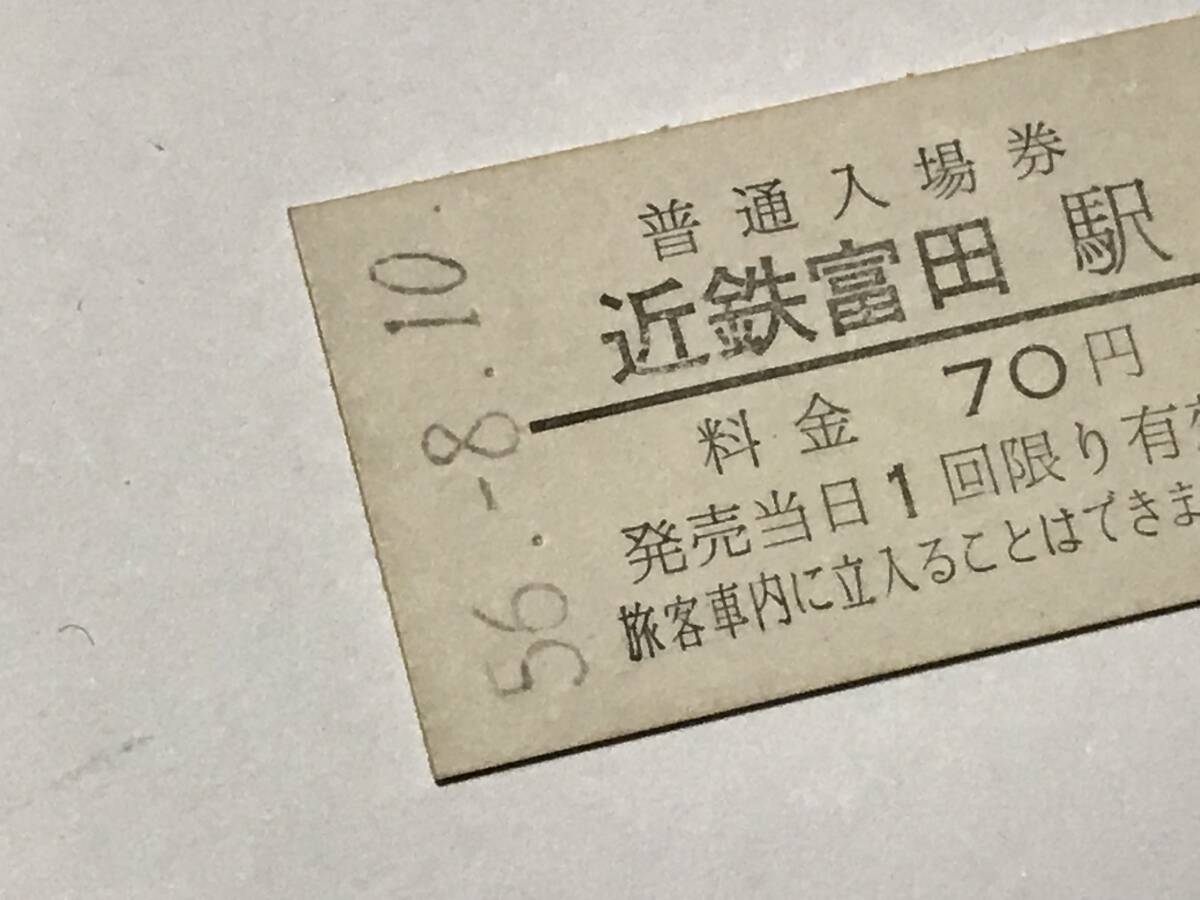 56.-8.10.
普通入場券
近鉄富田駅
料金 70円
発売当日1回限り有
旅客車内に立入ることはできま